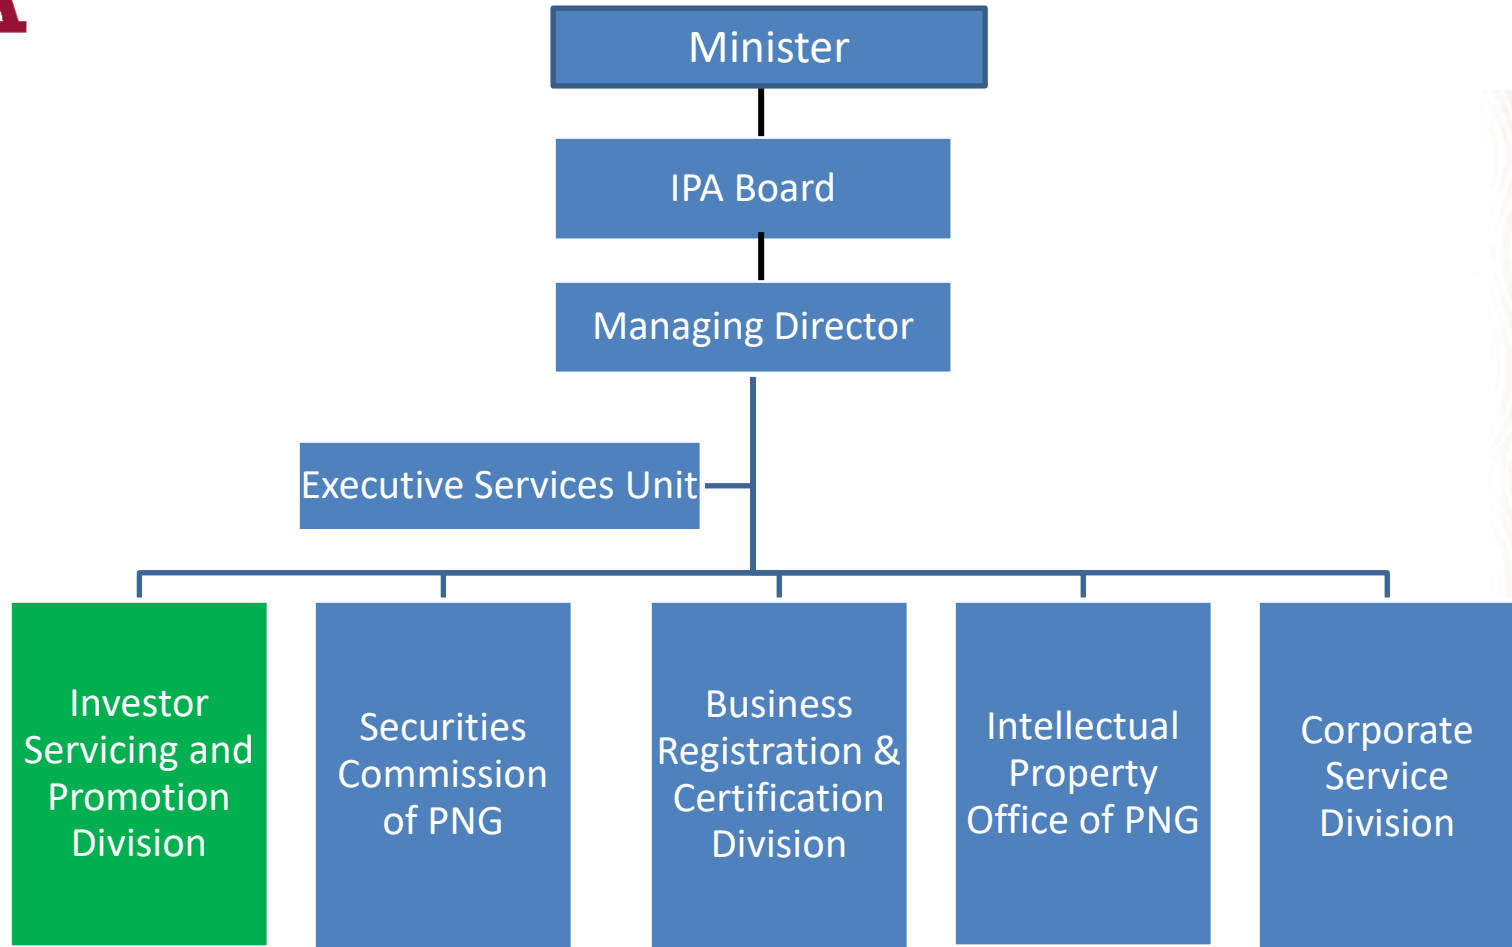 Minister
IPA Board
Managing Director
Executive Services Unit
Investor
Servicing and
Promotion
Division
Securities
Commission
of PNG
Business
Registration &
Certification
Division
Intellectual
Property
Office of PNG
Corporate
Service
Division